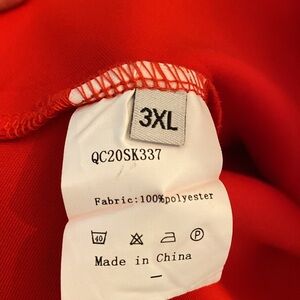 3XL
QC20SK337
Fabric:100%polyester
40 P
Made in China